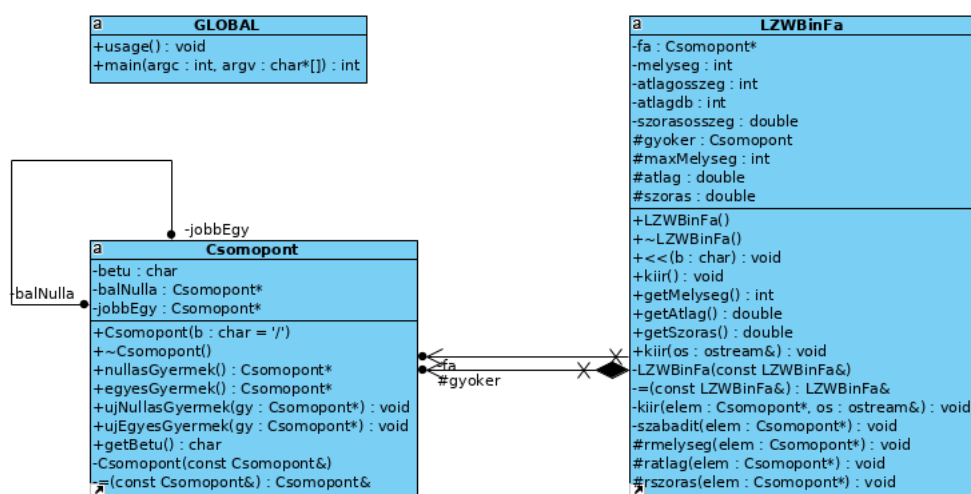 a
GLOBAL
+usage() : void
+main(argc : int, argv : char*[]) : int
-jobbEgy
-balNulla
a
Csomopont
-betu : char
-balNulla : Csomopont*
-jobbEgy : Csomopont*
+Csomopont(b : char = '/')
+~Csomopont()
+nullasGyermek() : Csomopont*
+egyesGyermek() : Csomopont*
+ujNullasGyermek(gy : Csomopont*) : void
+ujEgyesGyermek(gy : Csomopont*) : void
+getBetu() : char
-Csomopont(const Csomopont&)
-=(const Csomopont&) : Csomopont&
-fa
#gyoker
a
LZWBinFa
-fa : Csomopont*
-melyseg : int
-atlagosszeg : int
-atlagdb : int
-szorasosszeg : double
#gyoker : Csomopont
#maxMelyseg : int
#atlag : double
#szoras : double
+LZWBinFa()
+~LZWBinFa()
+<<(b : char) : void
+kiir() : void
+getMelyseg() : int
+getAtlag() : double
+getSzoras() : double
+kiir(os : ostream&) : void
-LZWBinFa(const LZWBinFa&)
-=(const LZWBinFa&) : LZWBinFa&
-kiir(elem : Csomopont*, os : ostream&) : void
-szabadit(elem : Csomopont*) : void
#rmelyseg(elem : Csomopont*) : void
#ratlag(elem : Csomopont*) : void
#rszoras(elem : Csomopont*) : void